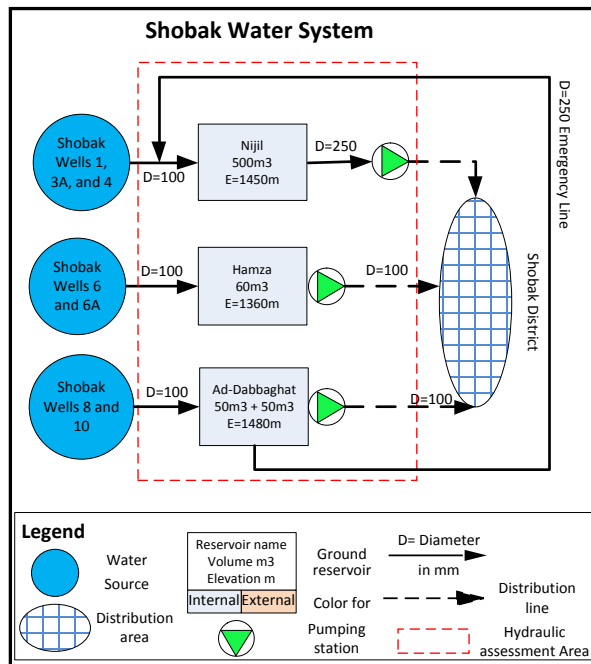 Shobak Water System
Shobak
Wells 1,
3A, and 4
D=100
Nijil
500m3
E=1450m
D=250
D=250 Emergency Line
Shobak
Wells 6
and 6A
D=100
Hamza
60m3
E=1360m
D=100
Shobak District
Shobak
Wells 8 and
10
D=100
Ad-Dabbaghat
50m3 + 50m3
E=1480m
D=100
Legend
Water
Source
Distribution
area
Reservoir name
Volume m3
Elevation m
Internal External
Pumping
station
Ground
reservoir
Color for
D= Diameter
in mm
Distribution
line
Hydraulic
assessment Area